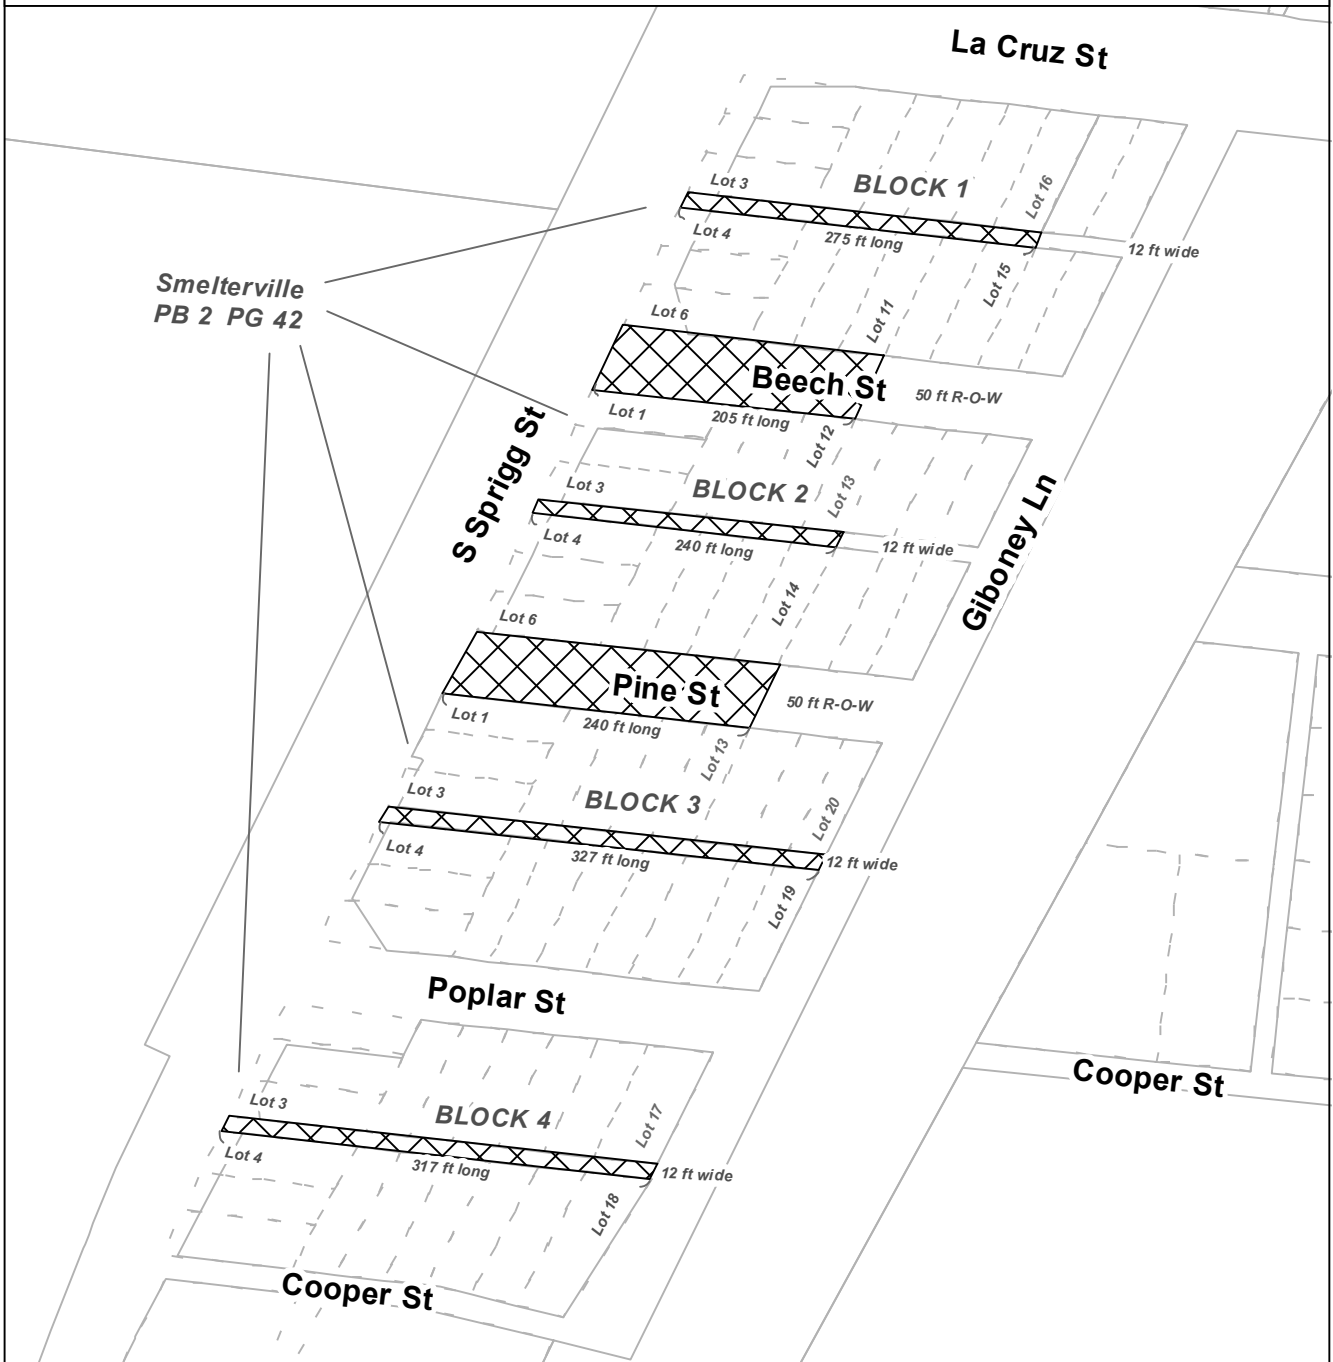 La Cruz St
Lot 3
BLOCK 1
Lot 16
Lot 4
275 ft long
12 ft wide
Lot 15
Smelterville
PB 2 PG 42
Lot 6
Lot 11
Beech St
50 ft R-O-W
Lot 1
205 ft long
Lot 12
S Sprigg St
Lot 3
BLOCK 2
Lot 13
Giboney Ln
Lot 4
240 ft long
12 ft wide
Lot 14
Lot 6
Pine St
50 ft R-O-W
Lot 1
240 ft long
Lot 13
Lot 3
BLOCK 3
Lot 20
Lot 4
327 ft long
12 ft wide
Lot 19
Poplar St
Cooper St
Lot 3
BLOCK 4
Lot 17
Lot 4
317 ft long
12 ft wide
Lot 18
Cooper St